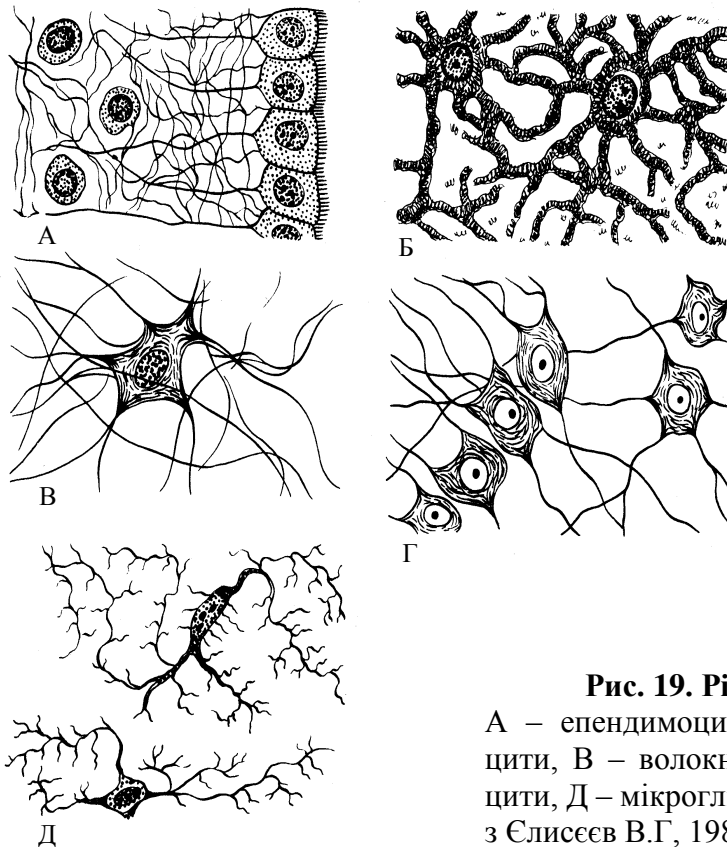 А
Б
В
Г
Д
Рис. 19. Рі
А – епендимоци
цити, В – волокн
цити, Д – мікрогл
з Єлисєєв В.Г, 198